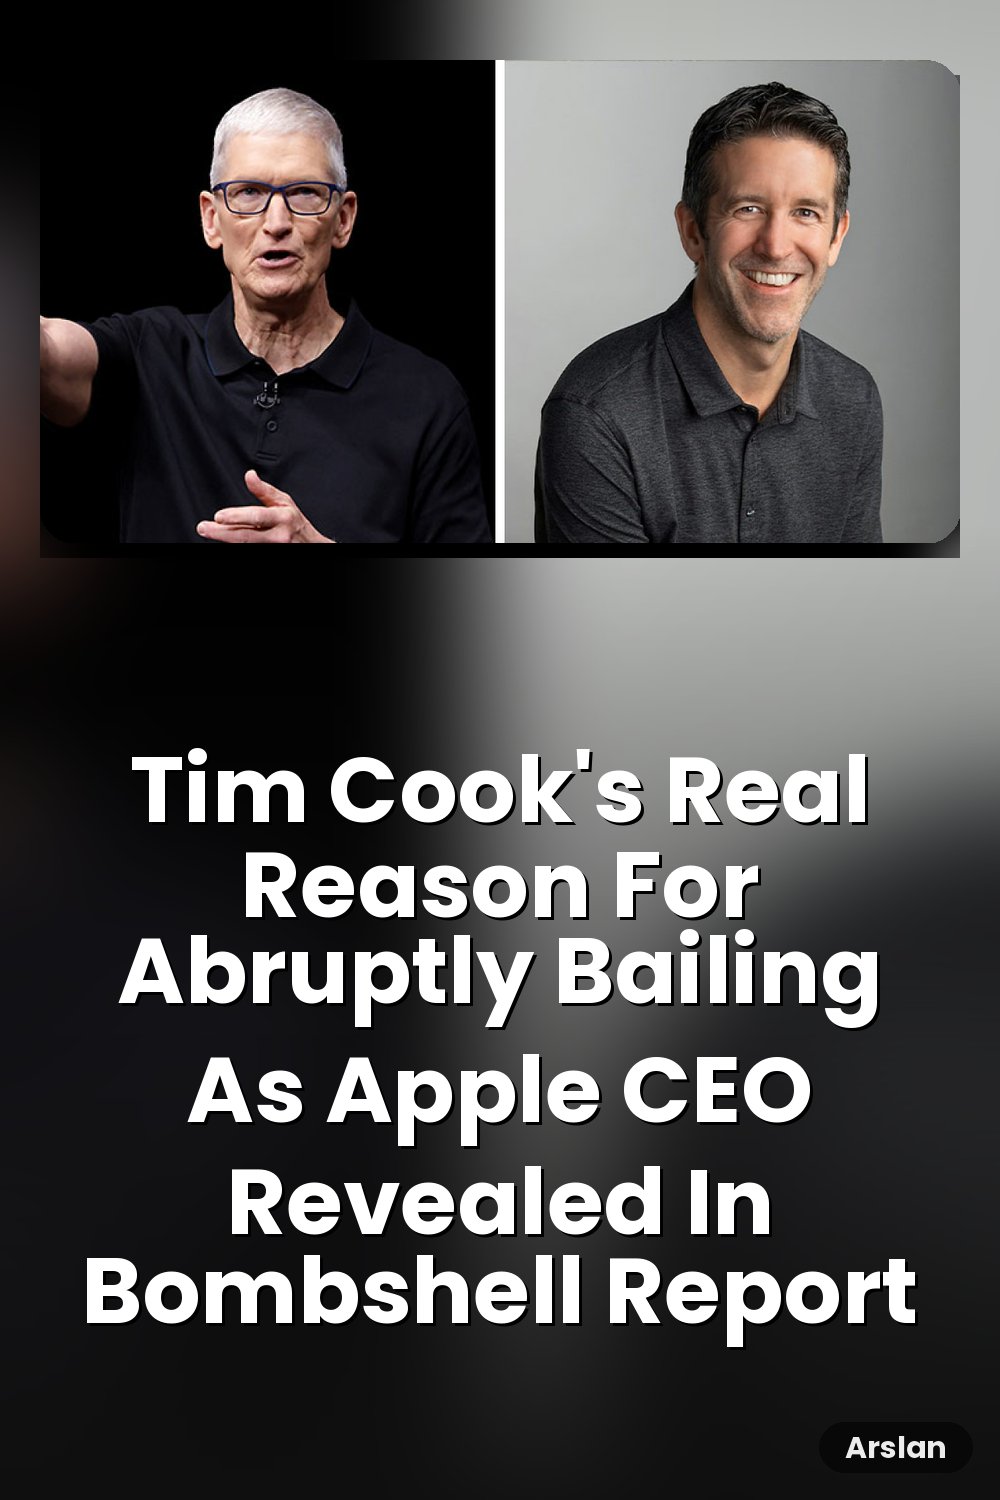 Tim Cook's Real
Reason For
Abruptly Bailing
As Apple CEO
Revealed In
Bombshell Report
Arslan